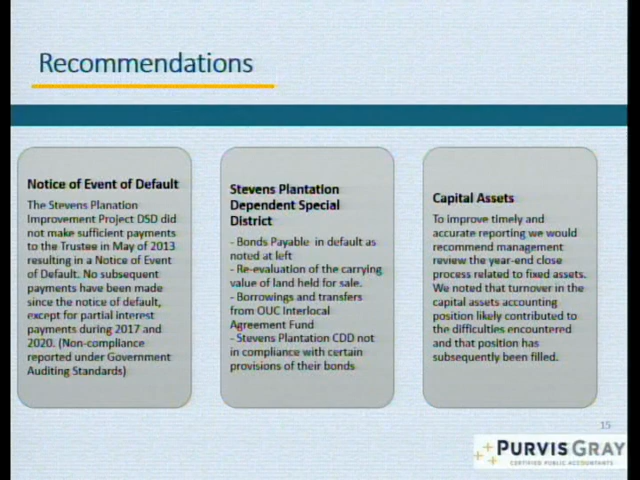 Recommendations
Notice of Event of Default
The Stevens Planation
Improvement Project DSD did
not make sufficient payments
to the Trustee in May of 2013
resulting in a Notice of Event
of Default. No subsequent
payments have been made
since the notice of default,
except for partial interest
payments during 2017 and
2020. (Non-compliance
reported under Government
Auditing Standards)
Stevens Plantation
Dependent Special
District
- Bonds Payable in default as
noted at left
- Re-evaluation of the carrying
value of land held for sale.
- Borrowings and transfers
from OUC Interlocal
Agreement Fund
- Stevens Plantation CDD not
in compliance with certain
provisions of their bonds
Capital Assets
To improve timely and
accurate reporting we would
recommend management
review the year-end close
process related to fixed assets.
We noted that turnover in the
capital assets accounting
position likely contributed to
the difficulties encountered
and that position has
subsequently been filled.
15
PURVIS GRAY
CERTIFIED PUBLIC ACCOUNTANTS